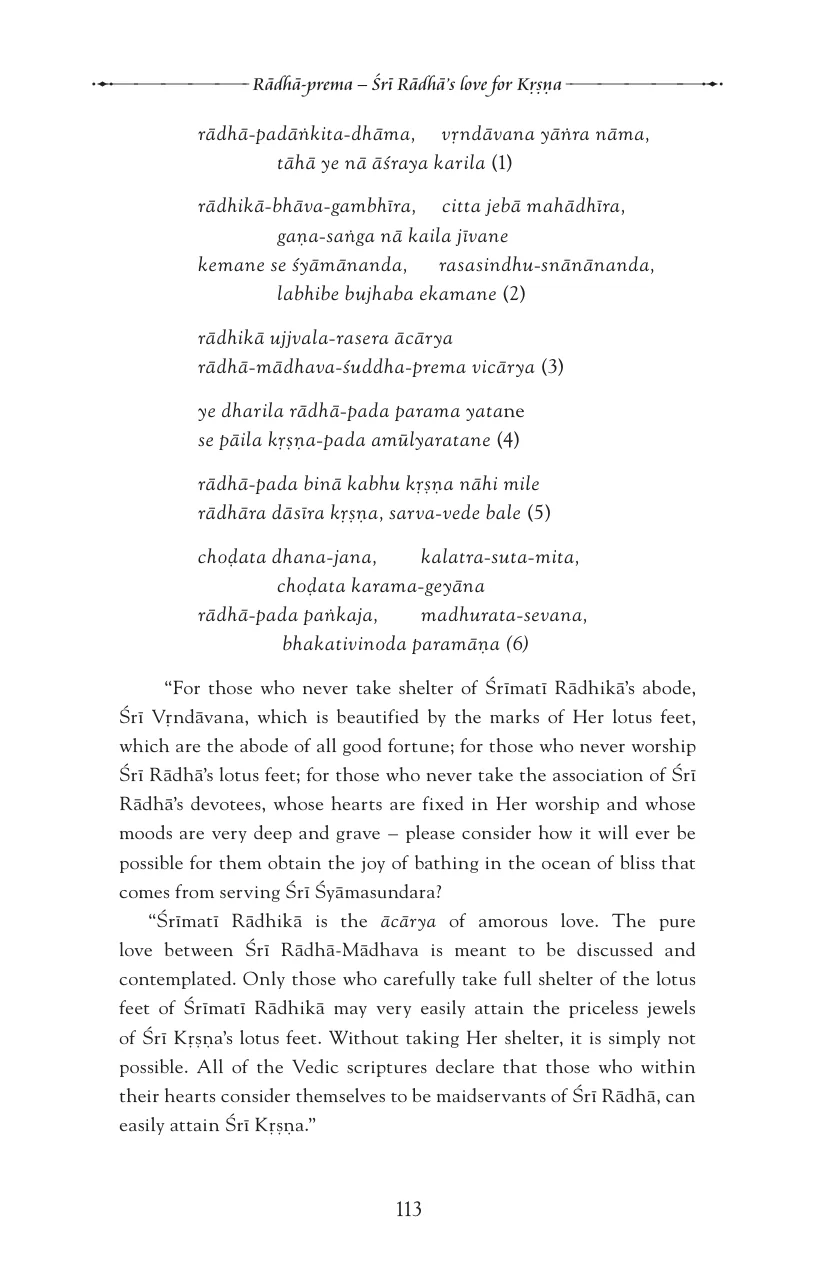 Rādhā-prema – Śrī Rādhā's love for Kṛṣṇa
rādhā-padāṅkita-dhāma, vṛndāvana yāṅra nāma,
tāhā ye nā āśraya karila (1)
rādhikā-bhāva-gambhīra, citta jebā mahādhīra,
gaṇa-saṅga nā kaila jīvane
kemane se śyāmānanda, rasasindhu-snānānanda,
labhibe bujhaba ekamane (2)
rādhikā ujjvala-rasera ācārya
rādhā-mādhava-śuddha-prema vicārya (3)
ye dharila rādhā-pada parama yatane
se pāila kṛṣṇa-pada amūlyaratane (4)
rādhā-pada binā kabhu kṛṣṇa nāhi mile
rādhāra dāsīra kṛṣṇa, sarva-vede bale (5)
choḍata dhana-jana, kalatra-suta-mita,
choḍata karama-geyāna
rādhā-pada paṅkaja, madhurata-sevana,
bhakativinoda paramāṇa (6)
“For those who never take shelter of Śrīmatī Rādhikā’s abode,
Śrī Vṛndāvana, which is beautified by the marks of Her lotus feet,
which are the abode of all good fortune; for those who never worship
Śrī Rādhā’s lotus feet; for those who never take the association of Śrī
Rādhā’s devotees, whose hearts are fixed in Her worship and whose
moods are very deep and grave – please consider how it will ever be
possible for them obtain the joy of bathing in the ocean of bliss that
comes from serving Śrī Śyāmasundara?
“Śrīmatī Rādhikā is the ācārya of amorous love. The pure
love between Śrī Rādhā-Mādhava is meant to be discussed and
contemplated. Only those who carefully take full shelter of the lotus
feet of Śrīmatī Rādhikā may very easily attain the priceless jewels
of Śrī Kṛṣṇa’s lotus feet. Without taking Her shelter, it is simply not
possible. All of the Vedic scriptures declare that those who within
their hearts consider themselves to be maidservants of Śrī Rādhā, can
easily attain Śrī Kṛṣṇa.”
113